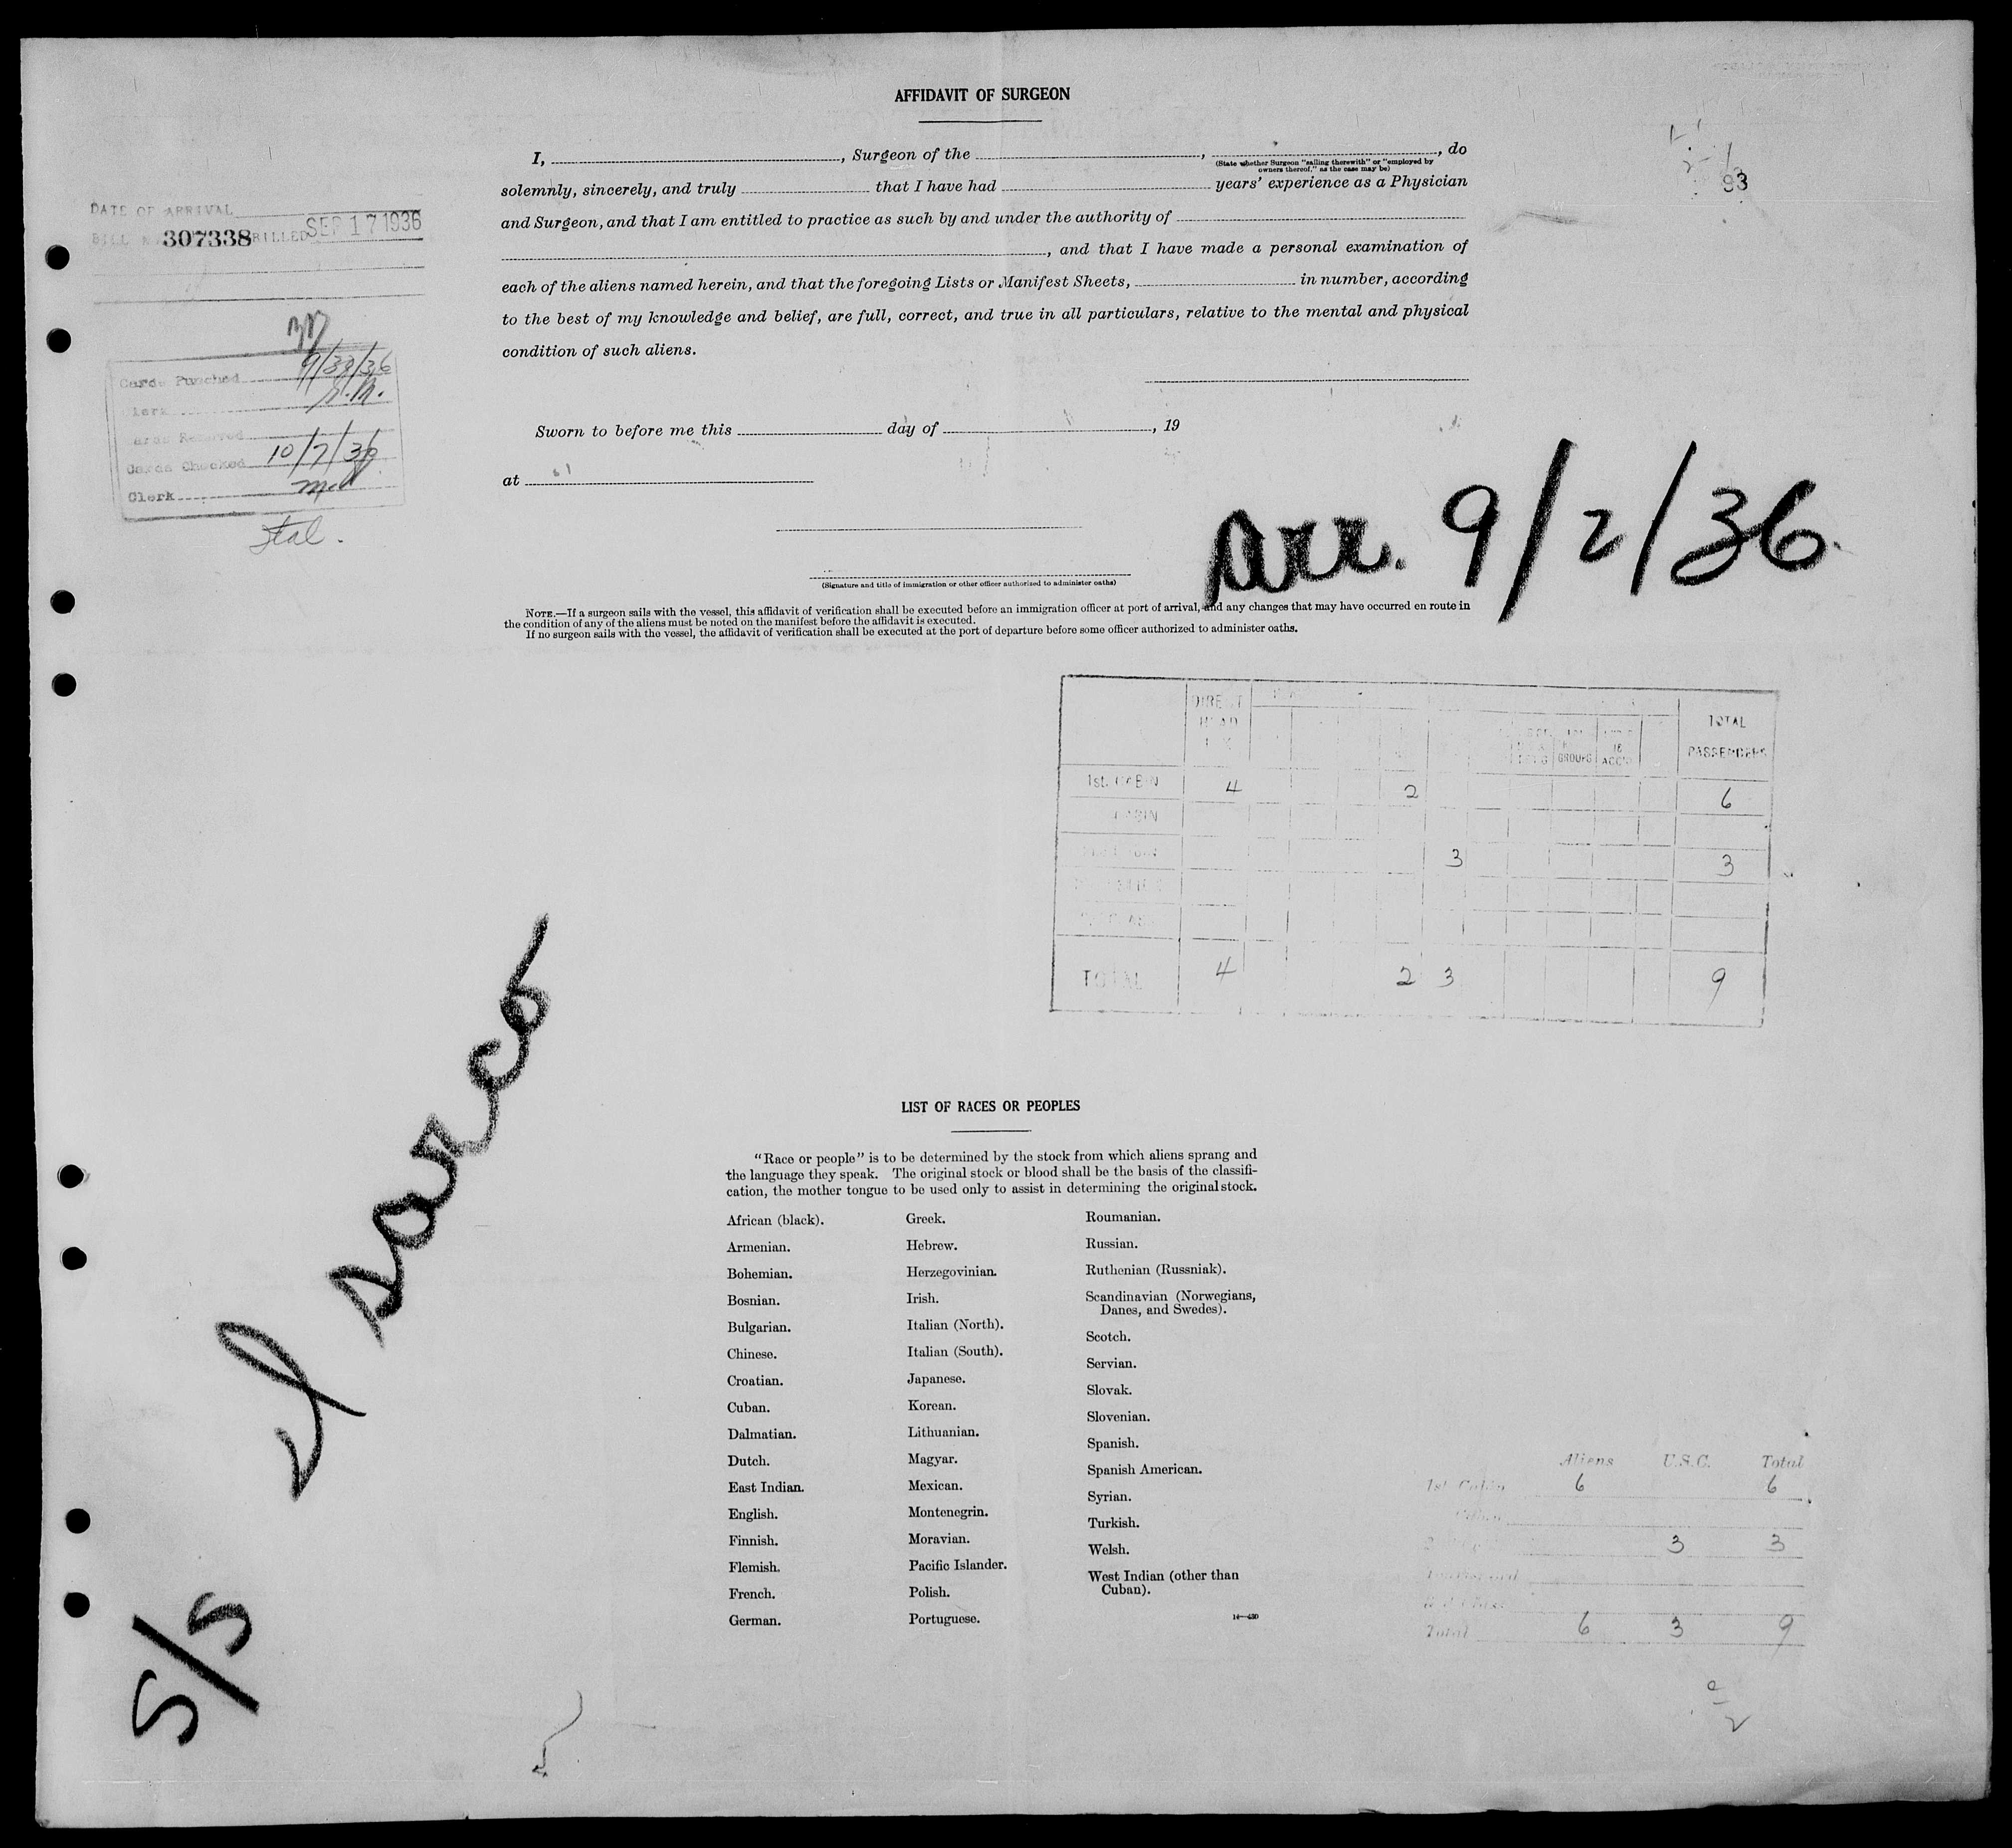 AFFIDAVIT OF SURGEON
I, , Surgeon of the , , do
(State whether Surgeon "sailing therewith" or "employed by
owners thereof," as the case may be)
solemnly, sincerely, and truly that I have had years' experience as a Physician
and Surgeon, and that I am entitled to practice as such by and under the authority of
, and that I have made a personal examination of
each of the aliens named herein, and that the foregoing Lists or Manifest Sheets, in number, according
to the best of my knowledge and belief, are full, correct, and true in all particulars, relative to the mental and physical
condition of such aliens.
Sworn to before me this day of , 19
at
(Signature and title of immigration or other officer authorized to administer oaths)
93
DATE OF ARRIVAL
BILL 307338 BILLED SEP 17 1936
Cards Punched 9/30/36
Clerk
Cards Checked 10/7/36
Clerk
arr. 9/2/36
NOTE.—If a surgeon sails with the vessel, this affidavit of verification shall be executed before an immigration officer at port of arrival, and any changes that may have occurred en route in
the condition of any of the aliens must be noted on the manifest before the affidavit is executed.
If no surgeon sails with the vessel, the affidavit of verification shall be executed at the port of departure before some officer authorized to administer oaths.
DIRECT HEAD TAX GROUPS 16 ACC'D TOTAL PASSENGERS
1st. CABIN 4 2 6
CABIN
3 3
TOTAL 4 2 3 9
S/S Isarco
LIST OF RACES OR PEOPLES
"Race or people" is to be determined by the stock from which aliens sprang and
the language they speak. The original stock or blood shall be the basis of the classifi-
cation, the mother tongue to be used only to assist in determining the original stock.
African (black).
Armenian.
Bohemian.
Bosnian.
Bulgarian.
Chinese.
Croatian.
Cuban.
Dalmatian.
Dutch.
East Indian.
English.
Finnish.
Flemish.
French.
German.
Greek.
Hebrew.
Herzegovinian.
Irish.
Italian (North).
Italian (South).
Japanese.
Korean.
Lithuanian.
Magyar.
Mexican.
Montenegrin.
Moravian.
Pacific Islander.
Polish.
Portuguese.
Roumanian.
Russian.
Ruthenian (Russniak).
Scandinavian (Norwegians,
Danes, and Swedes).
Scotch.
Servian.
Slovak.
Slovenian.
Spanish.
Spanish American.
Syrian.
Turkish.
Welsh.
West Indian (other than
Cuban).
14—430
Aliens U.S.C. Total
1st Cabin 6 6
3 3
Total 6 3 9